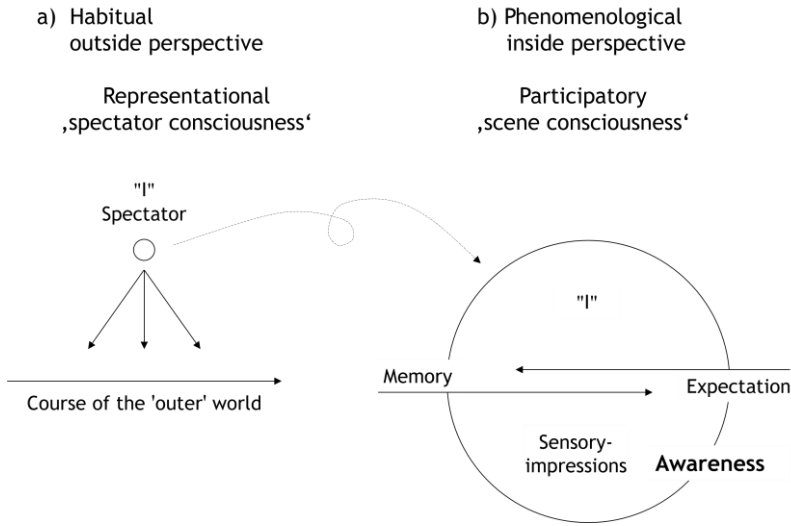 a) Habitual
outside perspective
Representational
‚spectator consciousness‘
"I"
Spectator
Course of the 'outer' world
b) Phenomenological
inside perspective
Participatory
‚scene consciousness‘
"I"
Memory
Expectation
Sensory-
impressions
Awareness